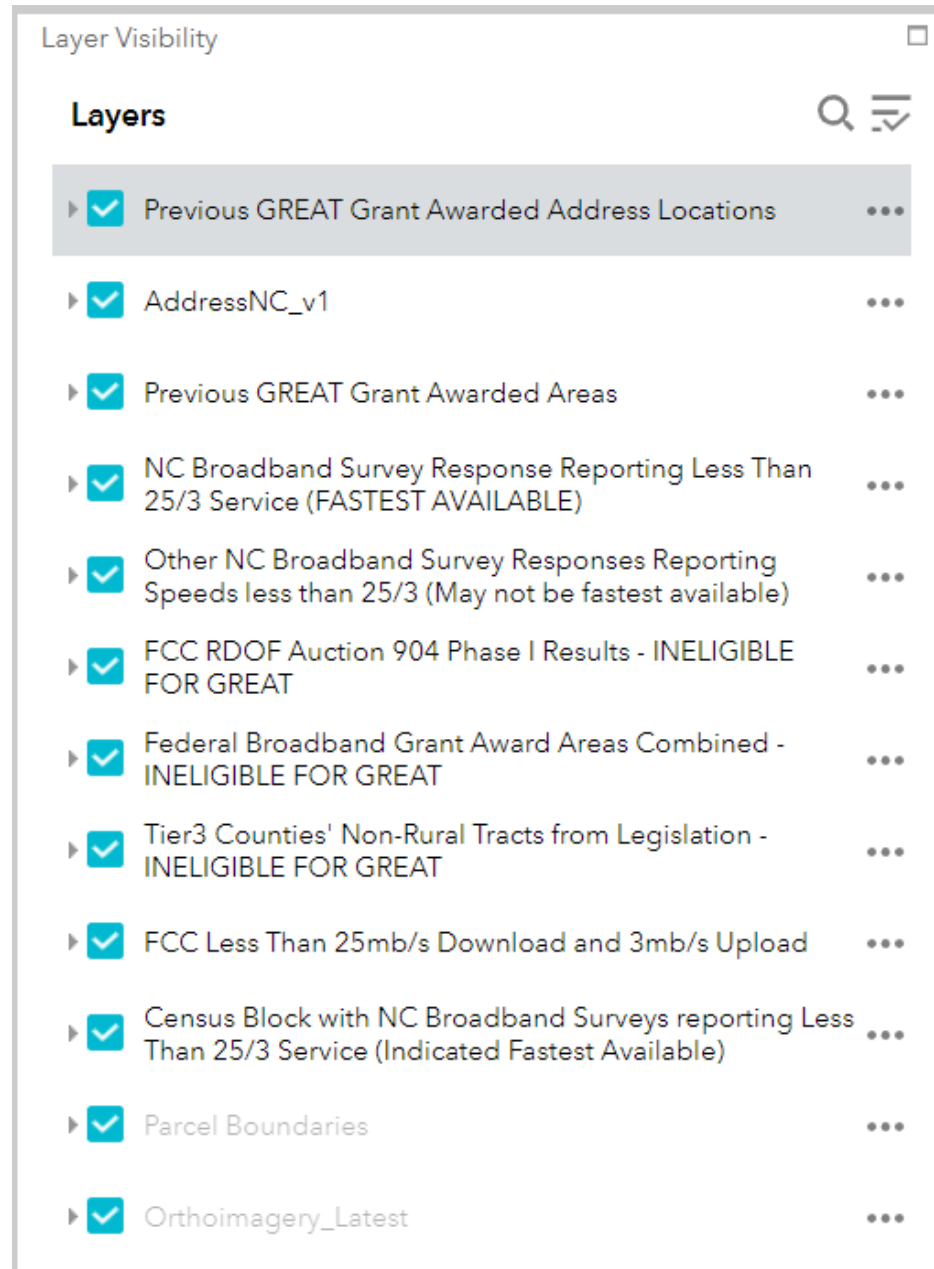 Layer Visibility
Layers
Previous GREAT Grant Awarded Address Locations
AddressNC_v1
Previous GREAT Grant Awarded Areas
NC Broadband Survey Response Reporting Less Than
25/3 Service (FASTEST AVAILABLE)
Other NC Broadband Survey Responses Reporting
Speeds less than 25/3 (May not be fastest available)
FCC RDOF Auction 904 Phase I Results - INELIGIBLE
FOR GREAT
Federal Broadband Grant Award Areas Combined -
INELIGIBLE FOR GREAT
Tier3 Counties' Non-Rural Tracts from Legislation -
INELIGIBLE FOR GREAT
FCC Less Than 25mb/s Download and 3mb/s Upload
Census Block with NC Broadband Surveys reporting Less
Than 25/3 Service (Indicated Fastest Available)
Parcel Boundaries
Orthoimagery_Latest